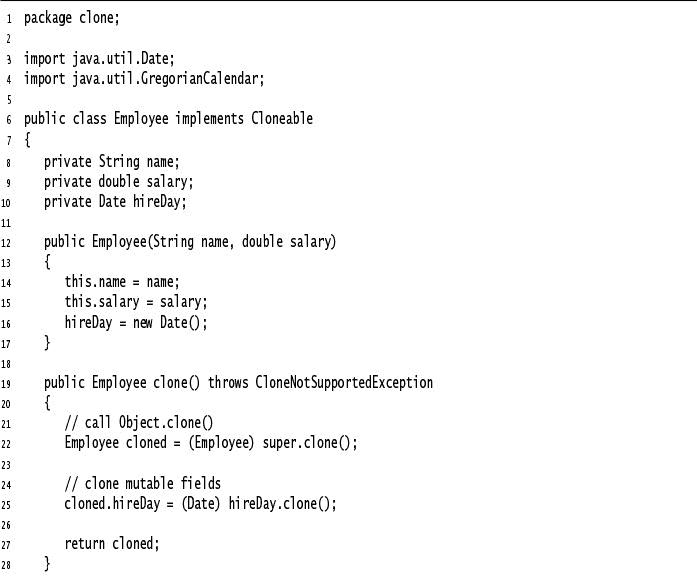 1 package clone;
2
3 import java.util.Date;
4 import java.util.GregorianCalendar;
5
6 public class Employee implements Cloneable
7 {
8    private String name;
9    private double salary;
10    private Date hireDay;
11
12    public Employee(String name, double salary)
13    {
14       this.name = name;
15       this.salary = salary;
16       hireDay = new Date();
17    }
18
19    public Employee clone() throws CloneNotSupportedException
20    {
21       // call Object.clone()
22       Employee cloned = (Employee) super.clone();
23
24       // clone mutable fields
25       cloned.hireDay = (Date) hireDay.clone();
26
27       return cloned;
28    }